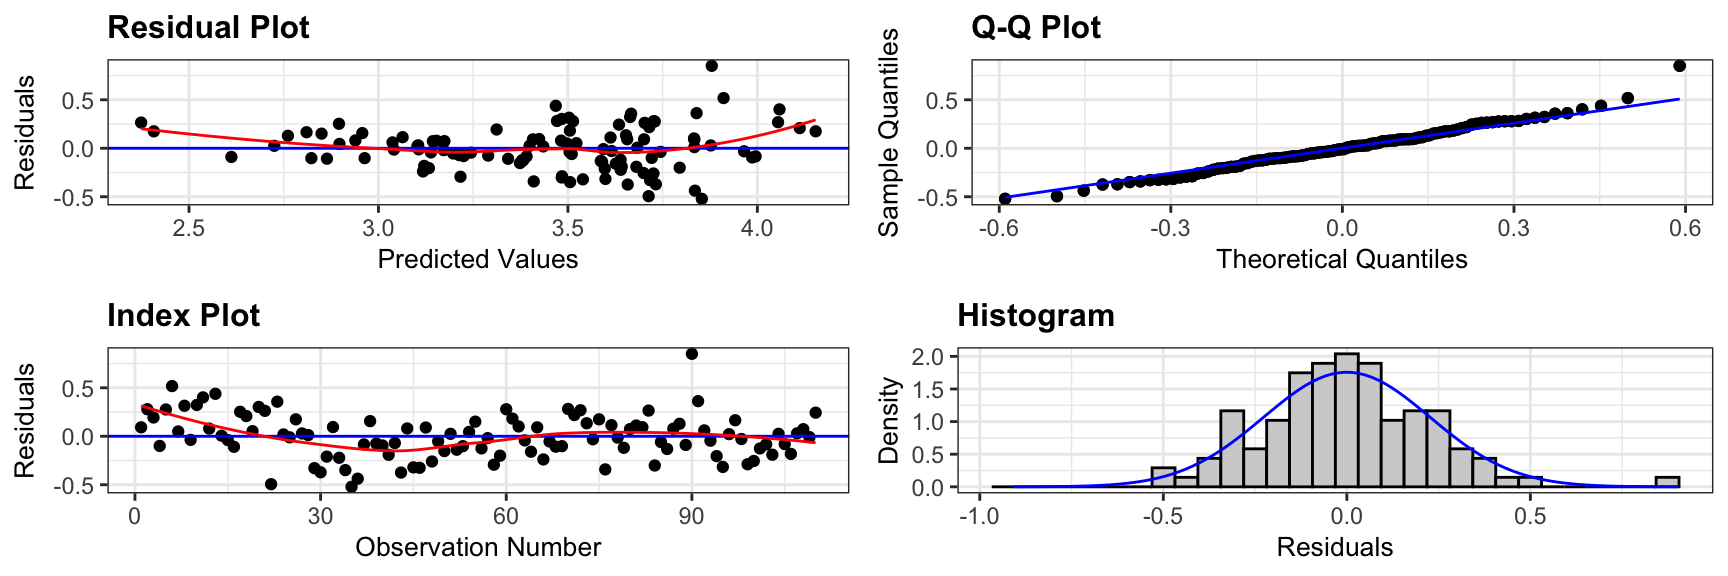 Residual Plot
Residuals
0.5
0.0
-0.5
2.5 3.0 3.5 4.0
Predicted Values
Q-Q Plot
Sample Quantiles
0.5
0.0
-0.5
-0.6 -0.3 0.0 0.3 0.6
Theoretical Quantiles
Index Plot
Residuals
0.5
0.0
-0.5
0 30 60 90
Observation Number
Histogram
Density
2.0
1.5
1.0
0.5
0.0
-1.0 -0.5 0.0 0.5
Residuals